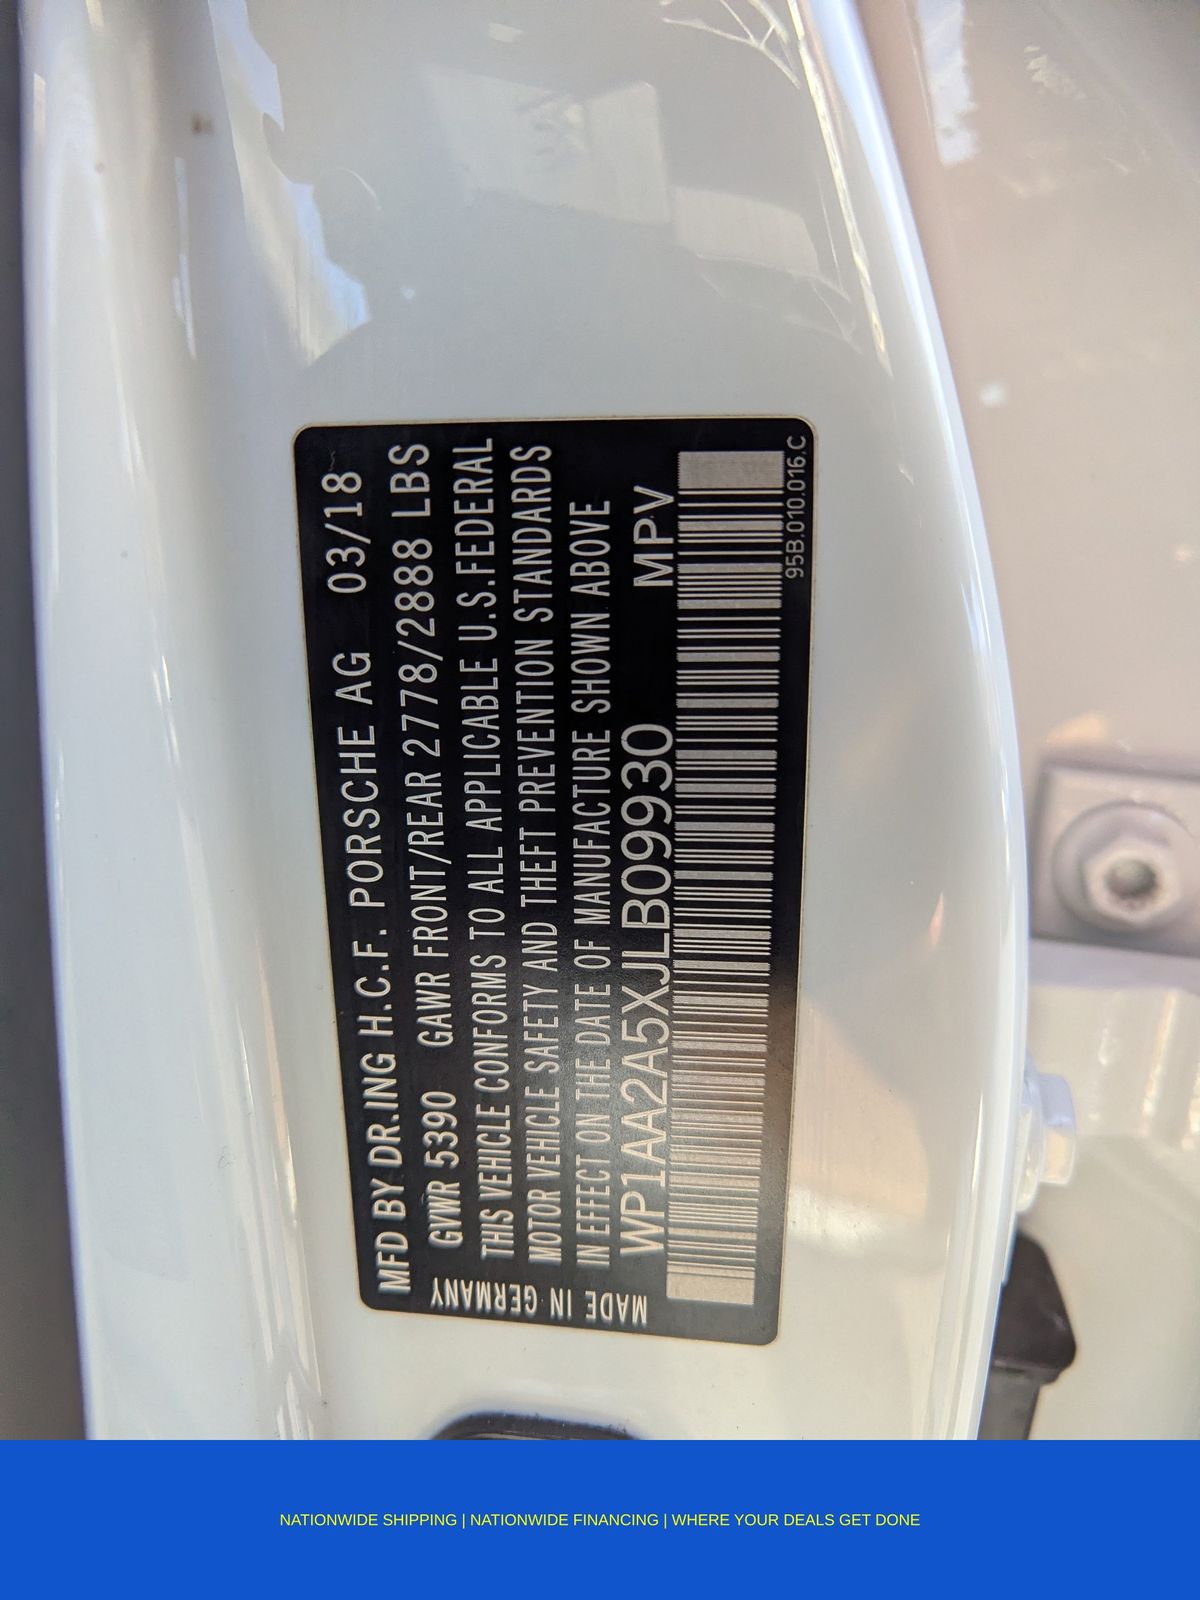 MFD BY DR.ING H.C.F. PORSCHE AG 03/18
GVWR 5390 GAWR FRONT/REAR 2778/2888 LBS
THIS VEHICLE CONFORMS TO ALL APPLICABLE U.S.FEDERAL
MOTOR VEHICLE SAFETY AND THEFT PREVENTION STANDARDS
IN EFFECT ON THE DATE OF MANUFACTURE SHOWN ABOVE
WP1AA2A5XJLB09930 MPV
95B.010.016.C
MADE IN GERMANY
NATIONWIDE SHIPPING | NATIONWIDE FINANCING | WHERE YOUR DEALS GET DONE